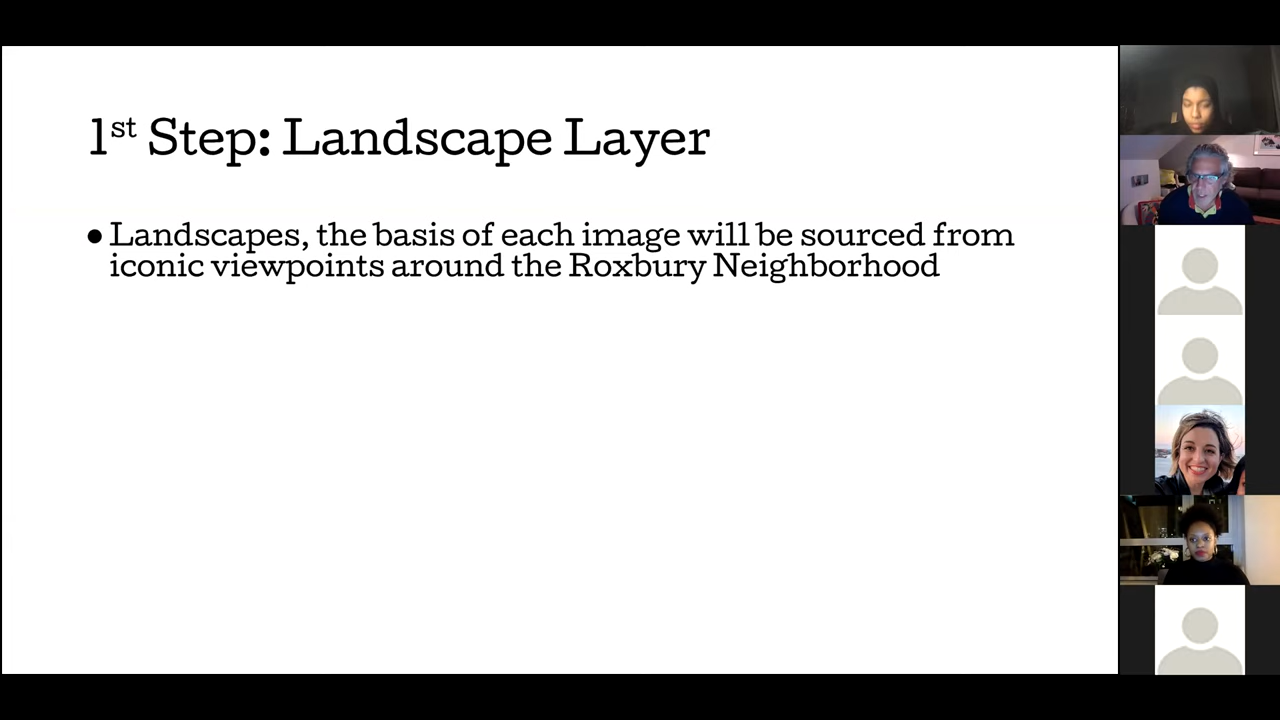 1st Step: Landscape Layer
● Landscapes, the basis of each image will be sourced from
iconic viewpoints around the Roxbury Neighborhood